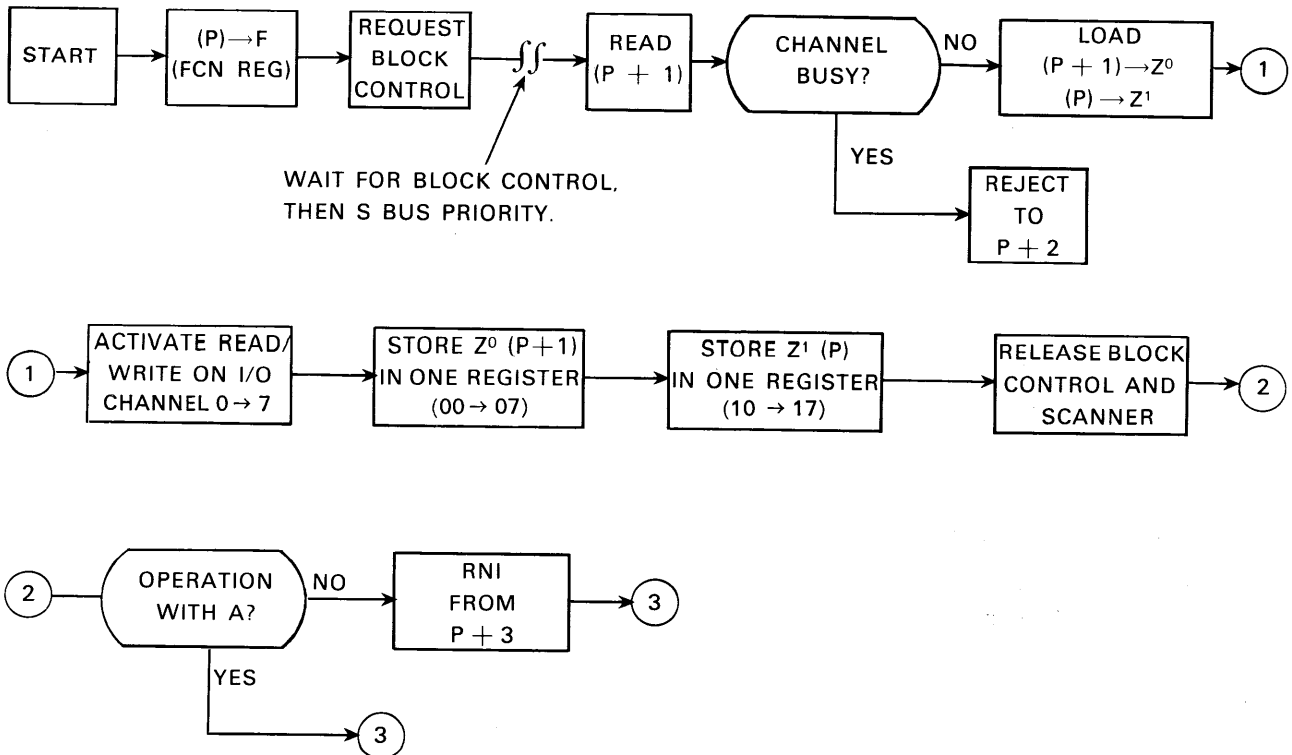 START
(P)→F
(FCN REG)
REQUEST
BLOCK
CONTROL
∬
READ
(P + 1)
CHANNEL
BUSY?
NO
LOAD
(P + 1)→Z⁰
(P)→Z¹
1
WAIT FOR BLOCK CONTROL,
THEN S BUS PRIORITY.
YES
REJECT
TO
P + 2
1
ACTIVATE READ/
WRITE ON I/O
CHANNEL 0→7
STORE Z⁰ (P+1)
IN ONE REGISTER
(00→07)
STORE Z¹ (P)
IN ONE REGISTER
(10→17)
RELEASE BLOCK
CONTROL AND
SCANNER
2
2
OPERATION
WITH A?
NO
RNI
FROM
P + 3
3
YES
3